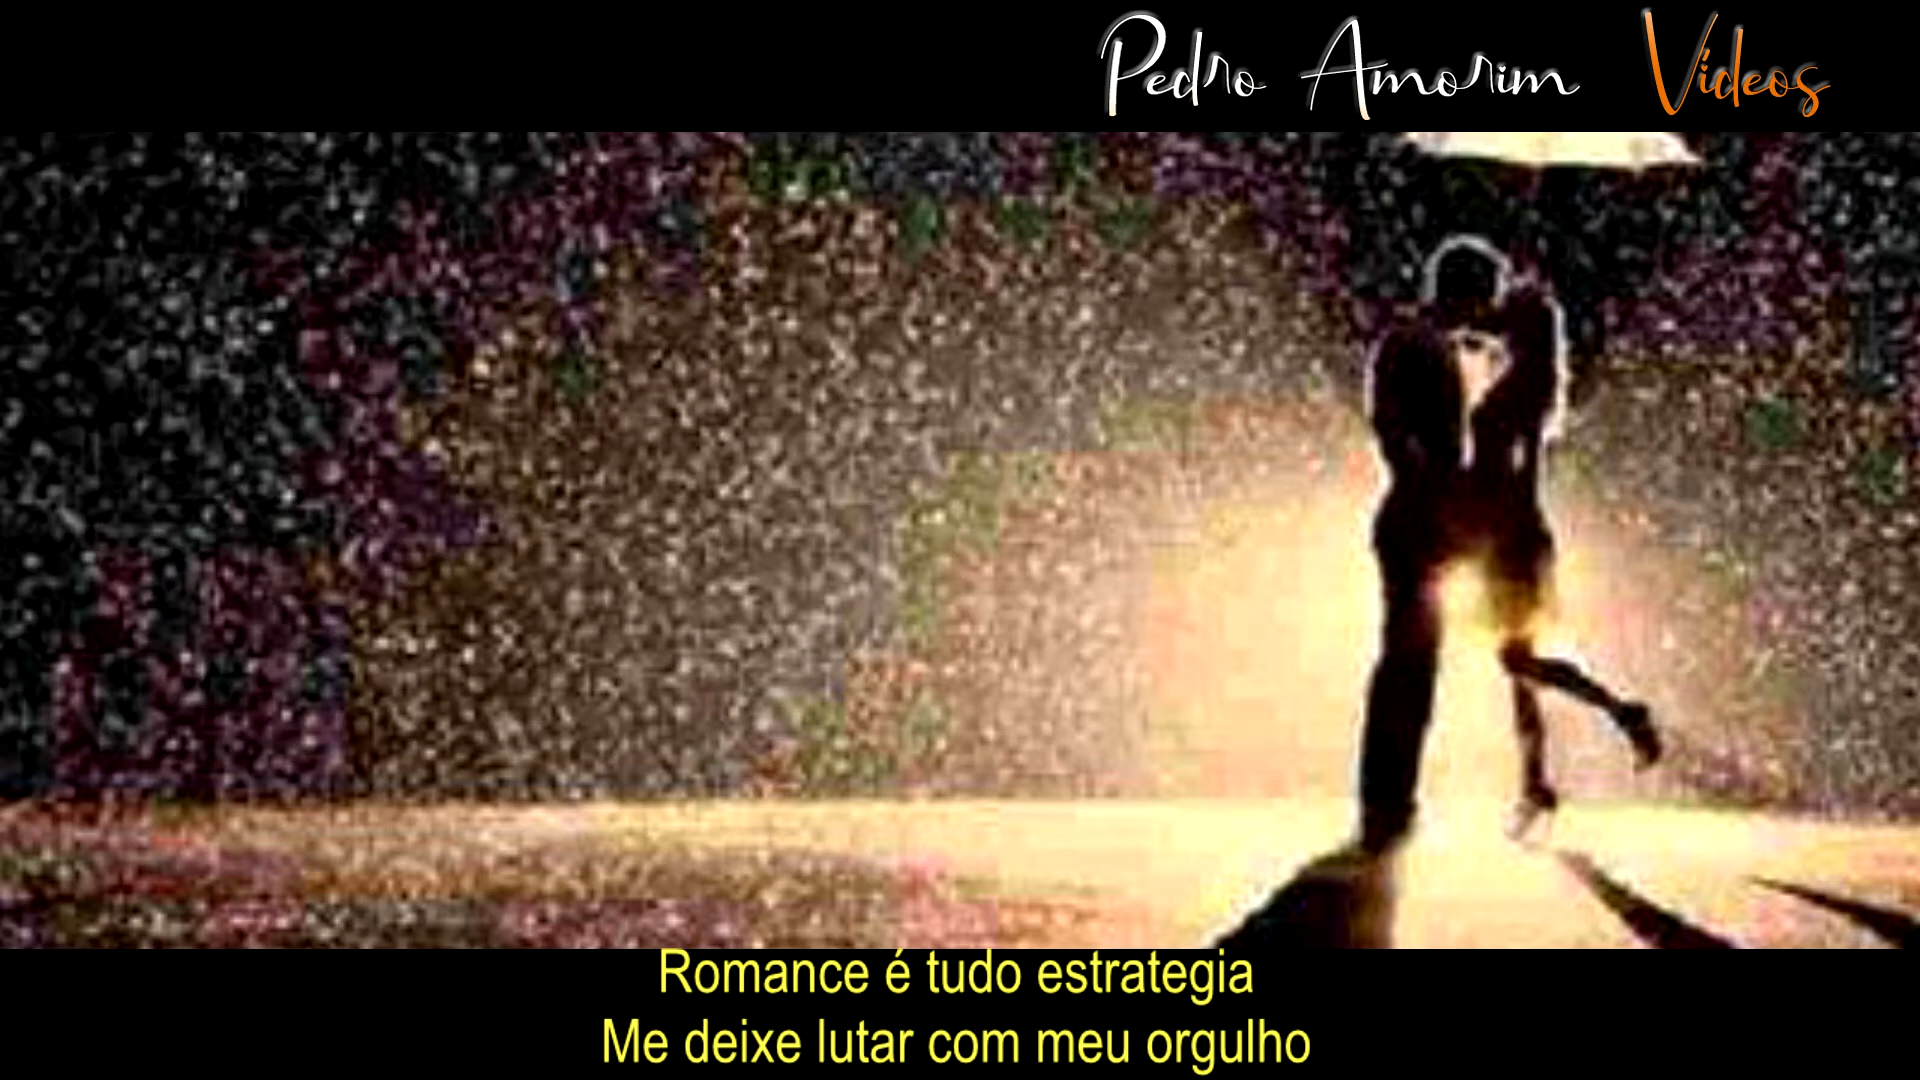 Pedro Amorim Vídeos
Romance é tudo estrategia
Me deixe lutar com meu orgulho